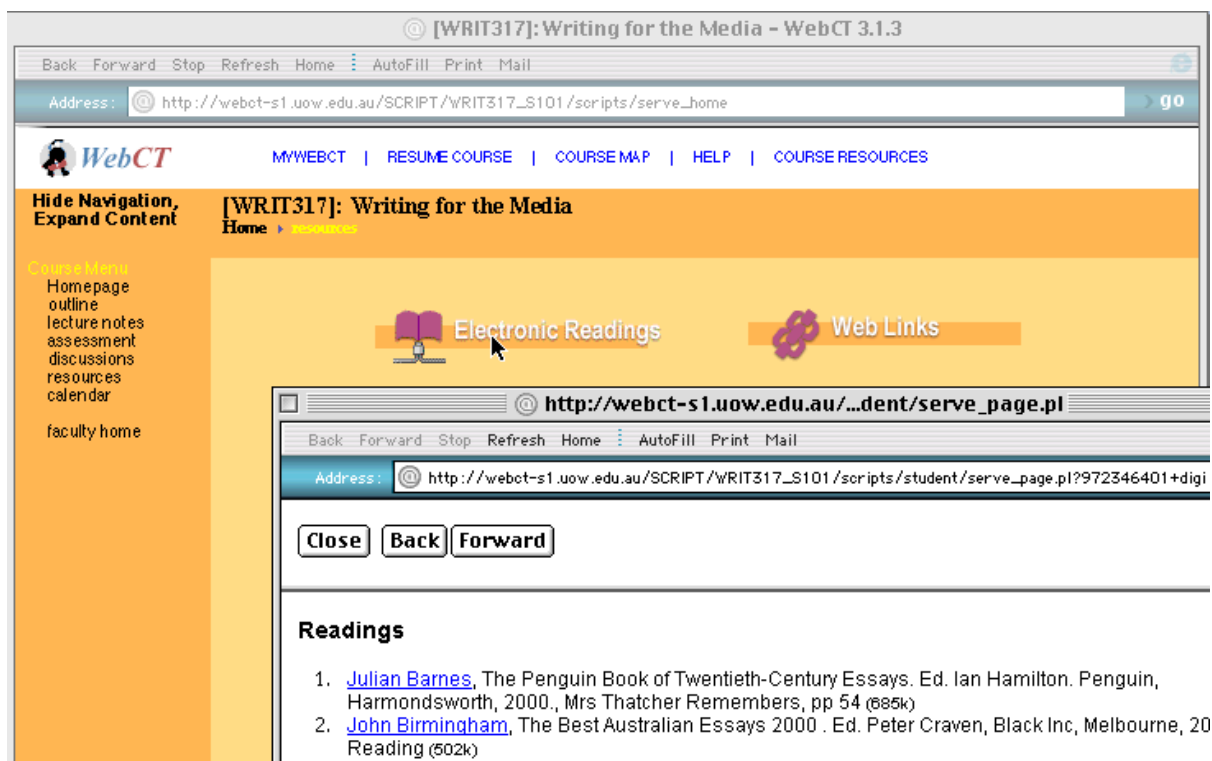 [WRIT317]: Writing for the Media – WebCT 3.1.3
Back Forward Stop Refresh Home AutoFill Print Mail
Address: http://webct-s1.uow.edu.au/SCRIPT/WRIT317_S101/scripts/serve_home go
WebCT MYWEBCT | RESUME COURSE | COURSE MAP | HELP | COURSE RESOURCES
Hide Navigation,
Expand Content
[WRIT317]: Writing for the Media
Home resources
Course Menu
Homepage
outline
lecture notes
assessment
discussions
resources
calendar
faculty home
Electronic Readings Web Links
http://webct-s1.uow.edu.au/...dent/serve_page.pl
Back Forward Stop Refresh Home AutoFill Print Mail
Address: http://webct-s1.uow.edu.au/SCRIPT/WRIT317_S101/scripts/student/serve_page.pl?972346401+digi
Close Back Forward
Readings
1. Julian Barnes, The Penguin Book of Twentieth-Century Essays. Ed. Ian Hamilton. Penguin,
Harmondsworth, 2000., Mrs Thatcher Remembers, pp 54 (685k)
2. John Birmingham, The Best Australian Essays 2000 . Ed. Peter Craven, Black Inc, Melbourne, 20
Reading (502k)